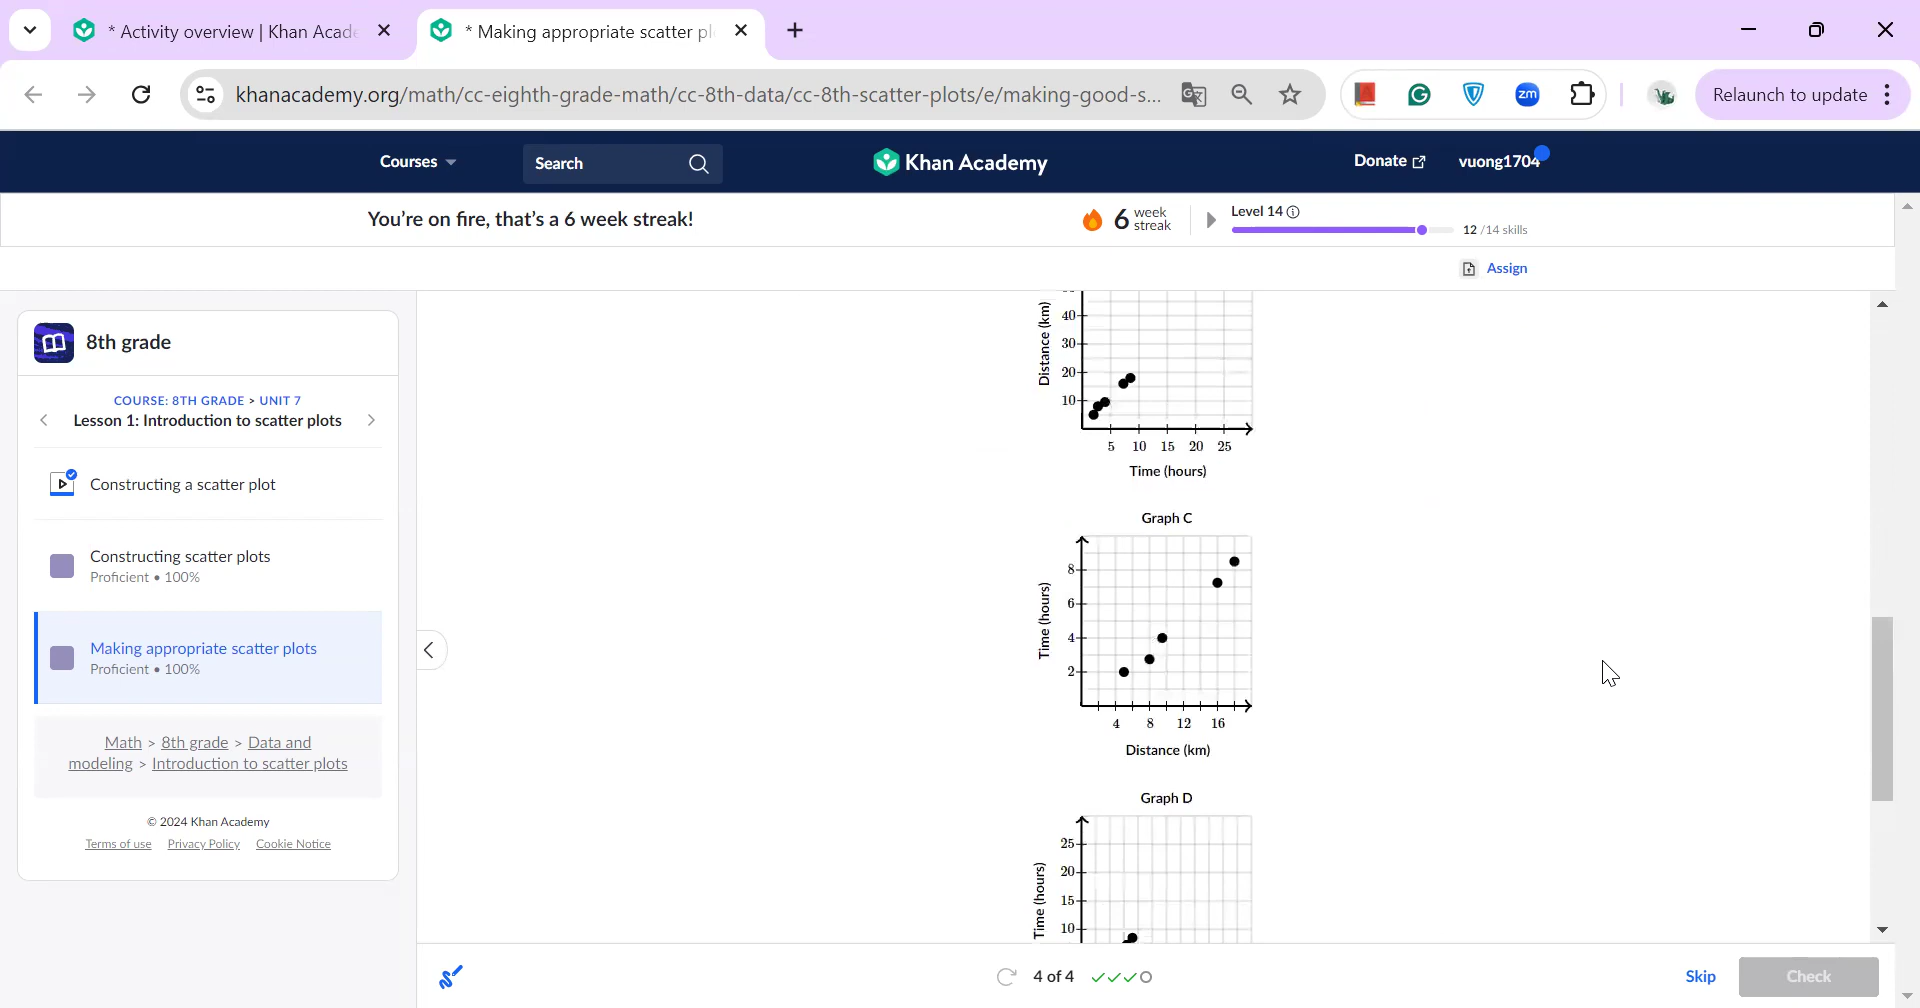 * Activity overview | Khan Acade
* Making appropriate scatter pl
khanacademy.org/math/cc-eighth-grade-math/cc-8th-data/cc-8th-scatter-plots/e/making-good-s...
zm
Relaunch to update
Courses
Search
Khan Academy
Donate
vuong1704
You're on fire, that's a 6 week streak!
6 week streak
Level 14
12 /14 skills
Assign
8th grade
COURSE: 8TH GRADE > UNIT 7
Lesson 1: Introduction to scatter plots
Constructing a scatter plot
Constructing scatter plots
Proficient • 100%
Making appropriate scatter plots
Proficient • 100%
Math > 8th grade > Data and
modeling > Introduction to scatter plots
© 2024 Khan Academy
Terms of use Privacy Policy Cookie Notice
Distance (km)
40
30
20
10
5 10 15 20 25
Time (hours)
Graph C
Time (hours)
8
6
4
2
4 8 12 16
Distance (km)
Graph D
Time (hours)
25
20
15
10
4 of 4
Skip
Check